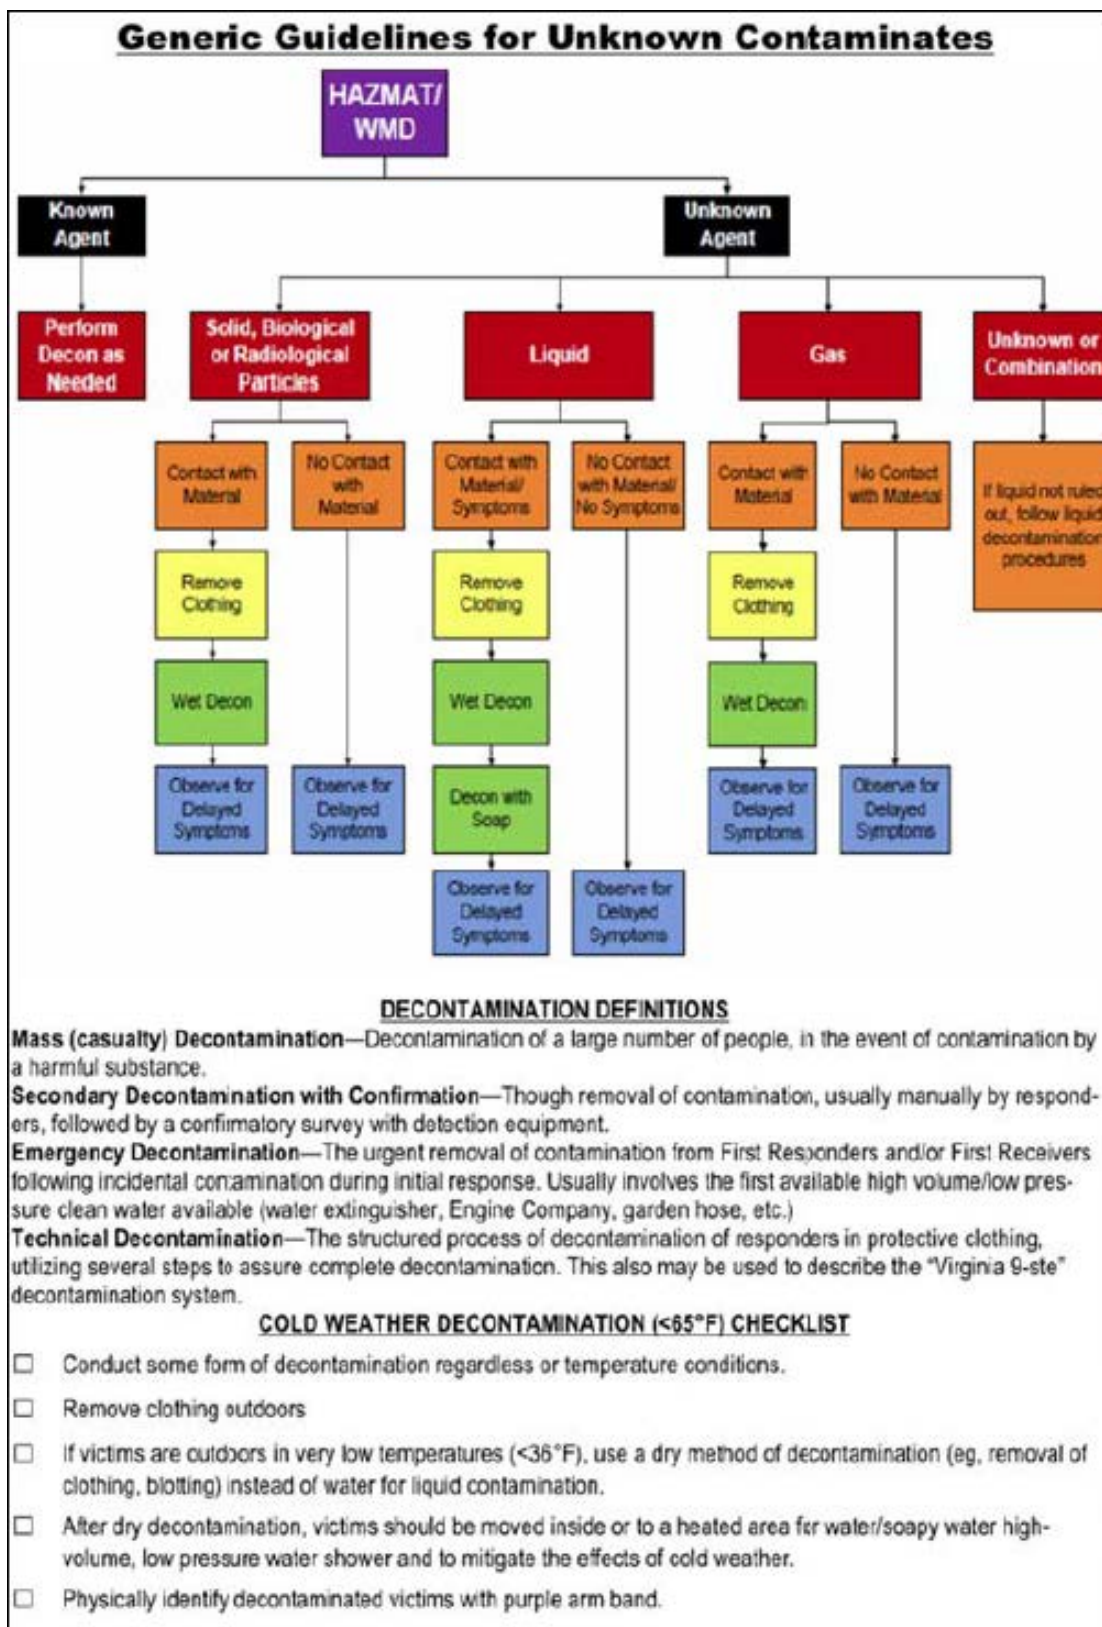 Generic Guidelines for Unknown Contaminates
HAZMAT/
WMD
Known
Agent
Unknown
Agent
Perform
Decon as
Needed
Solid, Biological
or Radiological
Particles
Liquid
Gas
Unknown or
Combination
Contact with
Material
No Contact
with
Material
Contact with
Material/
Symptoms
No Contact
with Material/
No Symptoms
Contact with
Material
No Contact
with Material
If liquid not ruled
out, follow liquid
decontamination
procedures
Remove
Clothing
Remove
Clothing
Remove
Clothing
Wet Decon
Wet Decon
Wet Decon
Observe for
Delayed
Symptoms
Observe for
Delayed
Symptoms
Decon with
Soap
Observe for
Delayed
Symptoms
Observe for
Delayed
Symptoms
Observe for
Delayed
Symptoms
Observe for
Delayed
Symptoms
DECONTAMINATION DEFINITIONS
Mass (casualty) Decontamination—Decontamination of a large number of people, in the event of contamination by
a harmful substance.
Secondary Decontamination with Confirmation—Though removal of contamination, usually manually by respond-
ers, followed by a confirmatory survey with detection equipment.
Emergency Decontamination—The urgent removal of contamination from First Responders and/or First Receivers
following incidental contamination during initial response. Usually involves the first available high volume/low pres-
sure clean water available (water extinguisher, Engine Company, garden hose, etc.)
Technical Decontamination—The structured process of decontamination of responders in protective clothing,
utilizing several steps to assure complete decontamination. This also may be used to describe the “Virginia 9-ste”
decontamination system.
COLD WEATHER DECONTAMINATION (<65°F) CHECKLIST
☐ Conduct some form of decontamination regardless or temperature conditions.
☐ Remove clothing outdoors
☐ If victims are outdoors in very low temperatures (<36°F), use a dry method of decontamination (eg, removal of
clothing, blotting) instead of water for liquid contamination.
☐ After dry decontamination, victims should be moved inside or to a heated area for water/soapy water high-
volume, low pressure water shower and to mitigate the effects of cold weather.
☐ Physically identify decontaminated victims with purple arm band.